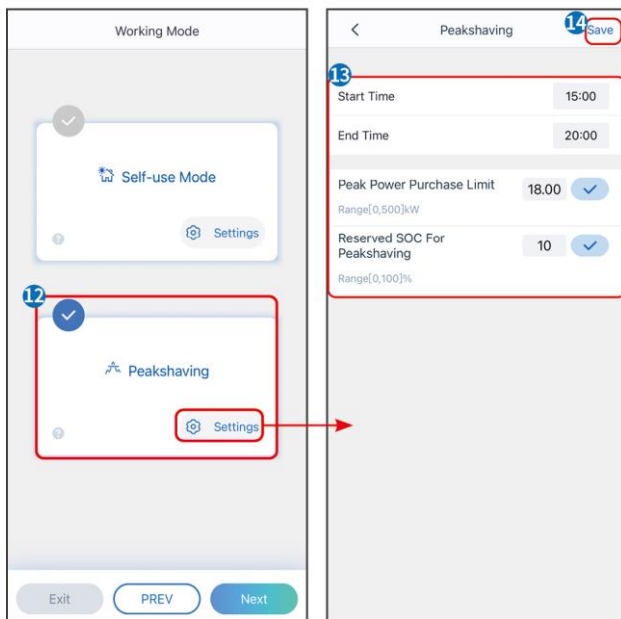 Working Mode
Self-use Mode
Settings
12
Peakshaving
Settings
Exit
PREV
Next
Peakshaving
14
Save
13
Start Time
15:00
End Time
20:00
Peak Power Purchase Limit
18.00
Range[0,500]kW
Reserved SOC For
Peakshaving
10
Range[0,100]%